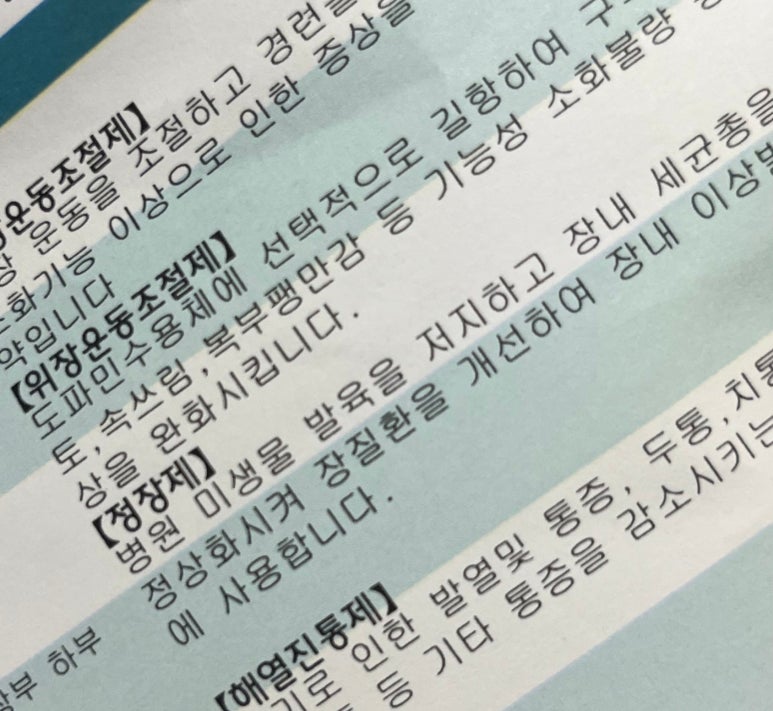 운동조절제】
운동을 조절하고 경련을
소화기능 이상으로 인한 증상을
약입니다
【위장운동조절제】
도파민수용체에 선택적으로 길항하여
토,속쓰림,복부팽만감 등 기능성 소화불량
상을 완화시킵니다.
【정장제】
병원 미생물 발육을 저지하고 장내 세균총을
정상화시켜 장질환을 개선하여 장내 이상
에 사용합니다.
하부
【해열진통제】
기로 인한 발열및 통증, 두통,치통
등 기타 통증을 감소시키는